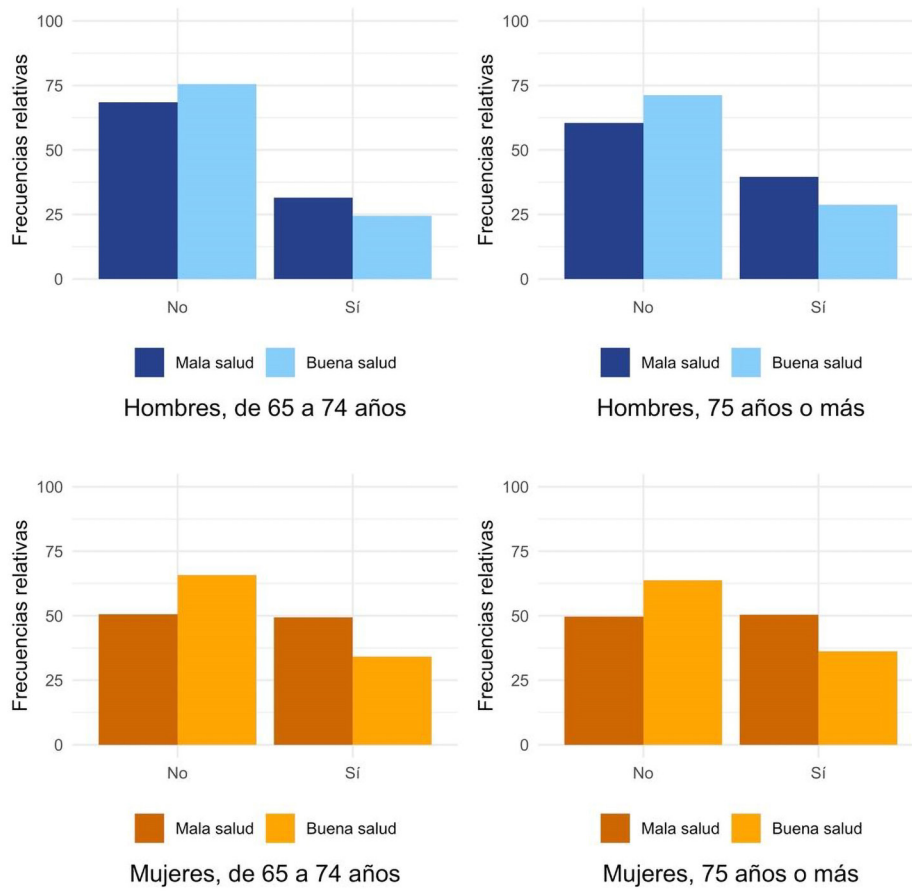 Frecuencias relativas
100
75
50
25
0
No Sí
Mala salud Buena salud
Hombres, de 65 a 74 años
Frecuencias relativas
100
75
50
25
0
No Sí
Mala salud Buena salud
Hombres, 75 años o más
Frecuencias relativas
100
75
50
25
0
No Sí
Mala salud Buena salud
Mujeres, de 65 a 74 años
Frecuencias relativas
100
75
50
25
0
No Sí
Mala salud Buena salud
Mujeres, 75 años o más